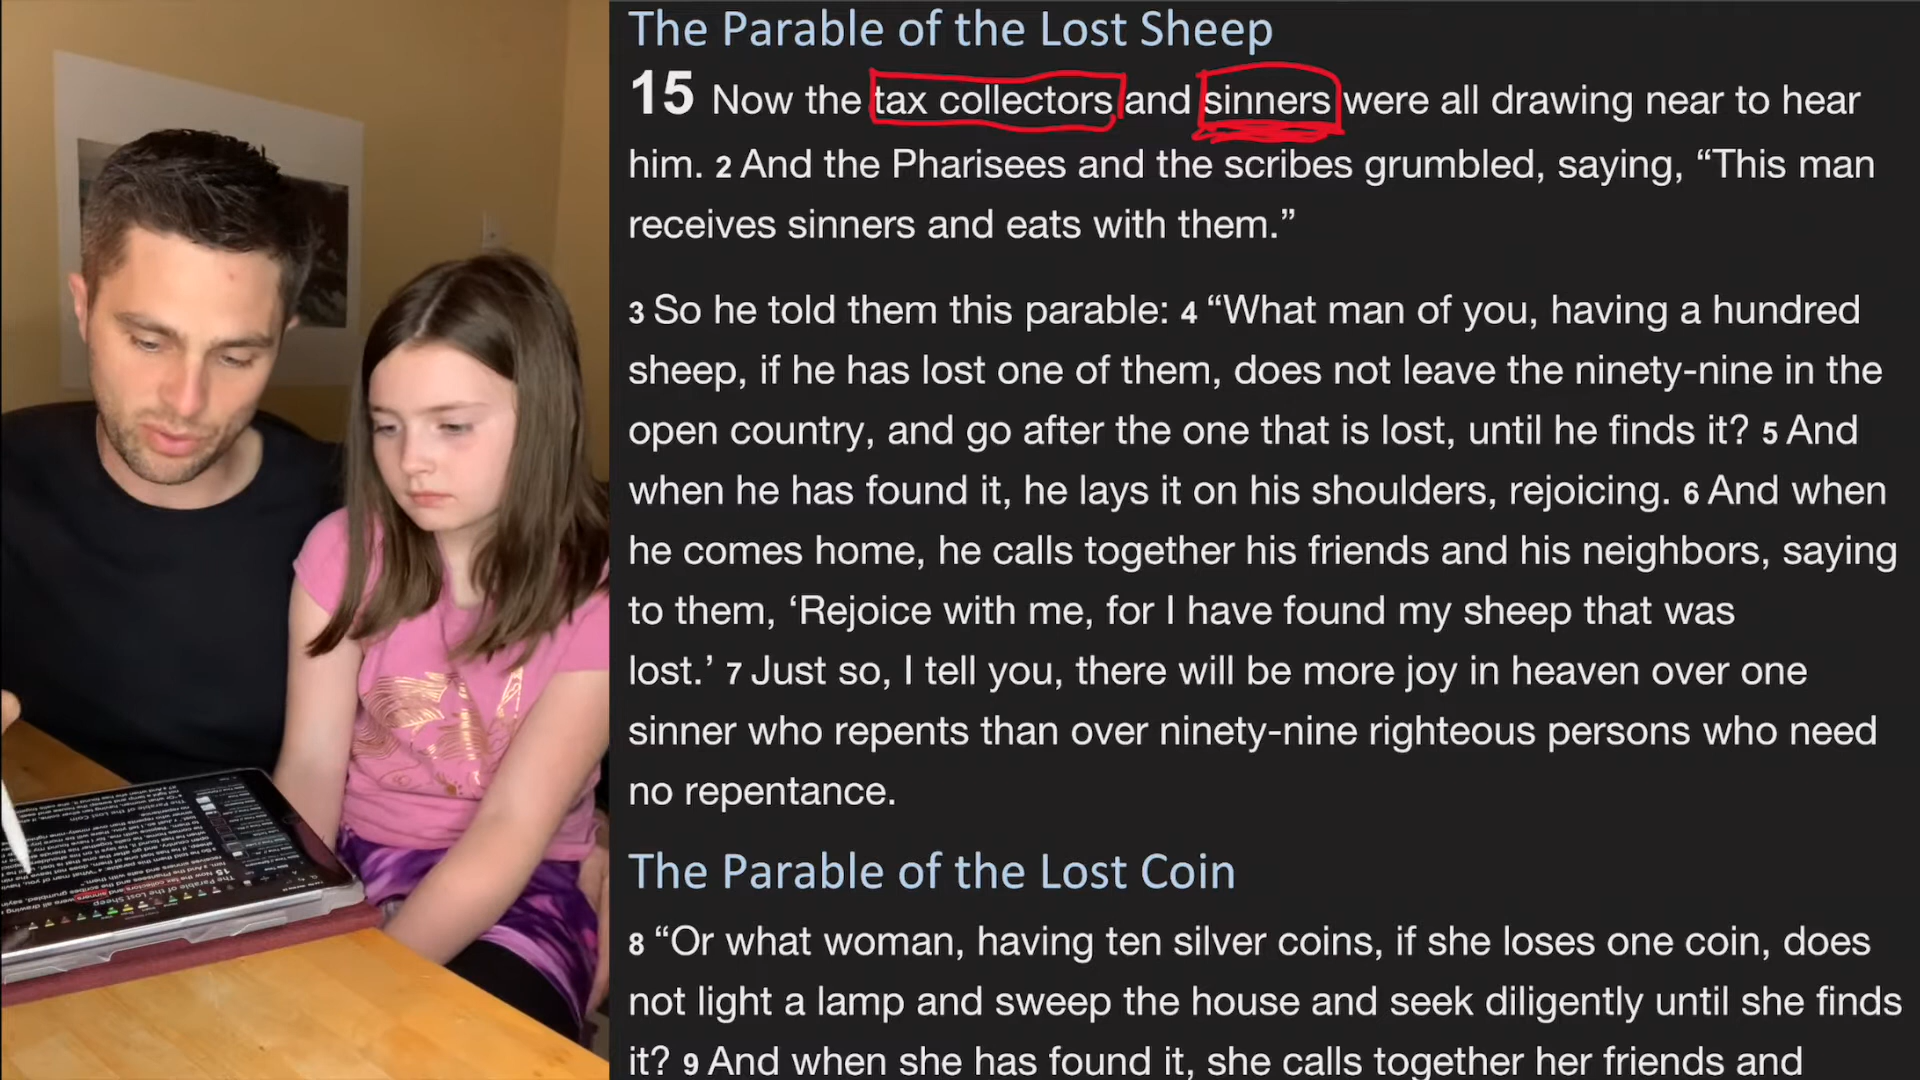 The Parable of the Lost Sheep
15 Now the tax collectors and sinners were all drawing near to hear
him. 2 And the Pharisees and the scribes grumbled, saying, “This man
receives sinners and eats with them.”
3 So he told them this parable: 4 “What man of you, having a hundred
sheep, if he has lost one of them, does not leave the ninety-nine in the
open country, and go after the one that is lost, until he finds it? 5 And
when he has found it, he lays it on his shoulders, rejoicing. 6 And when
he comes home, he calls together his friends and his neighbors, saying
to them, ‘Rejoice with me, for I have found my sheep that was
lost.’ 7 Just so, I tell you, there will be more joy in heaven over one
sinner who repents than over ninety-nine righteous persons who need
no repentance.
The Parable of the Lost Coin
8 “Or what woman, having ten silver coins, if she loses one coin, does
not light a lamp and sweep the house and seek diligently until she finds
it? 9 And when she has found it, she calls together her friends and